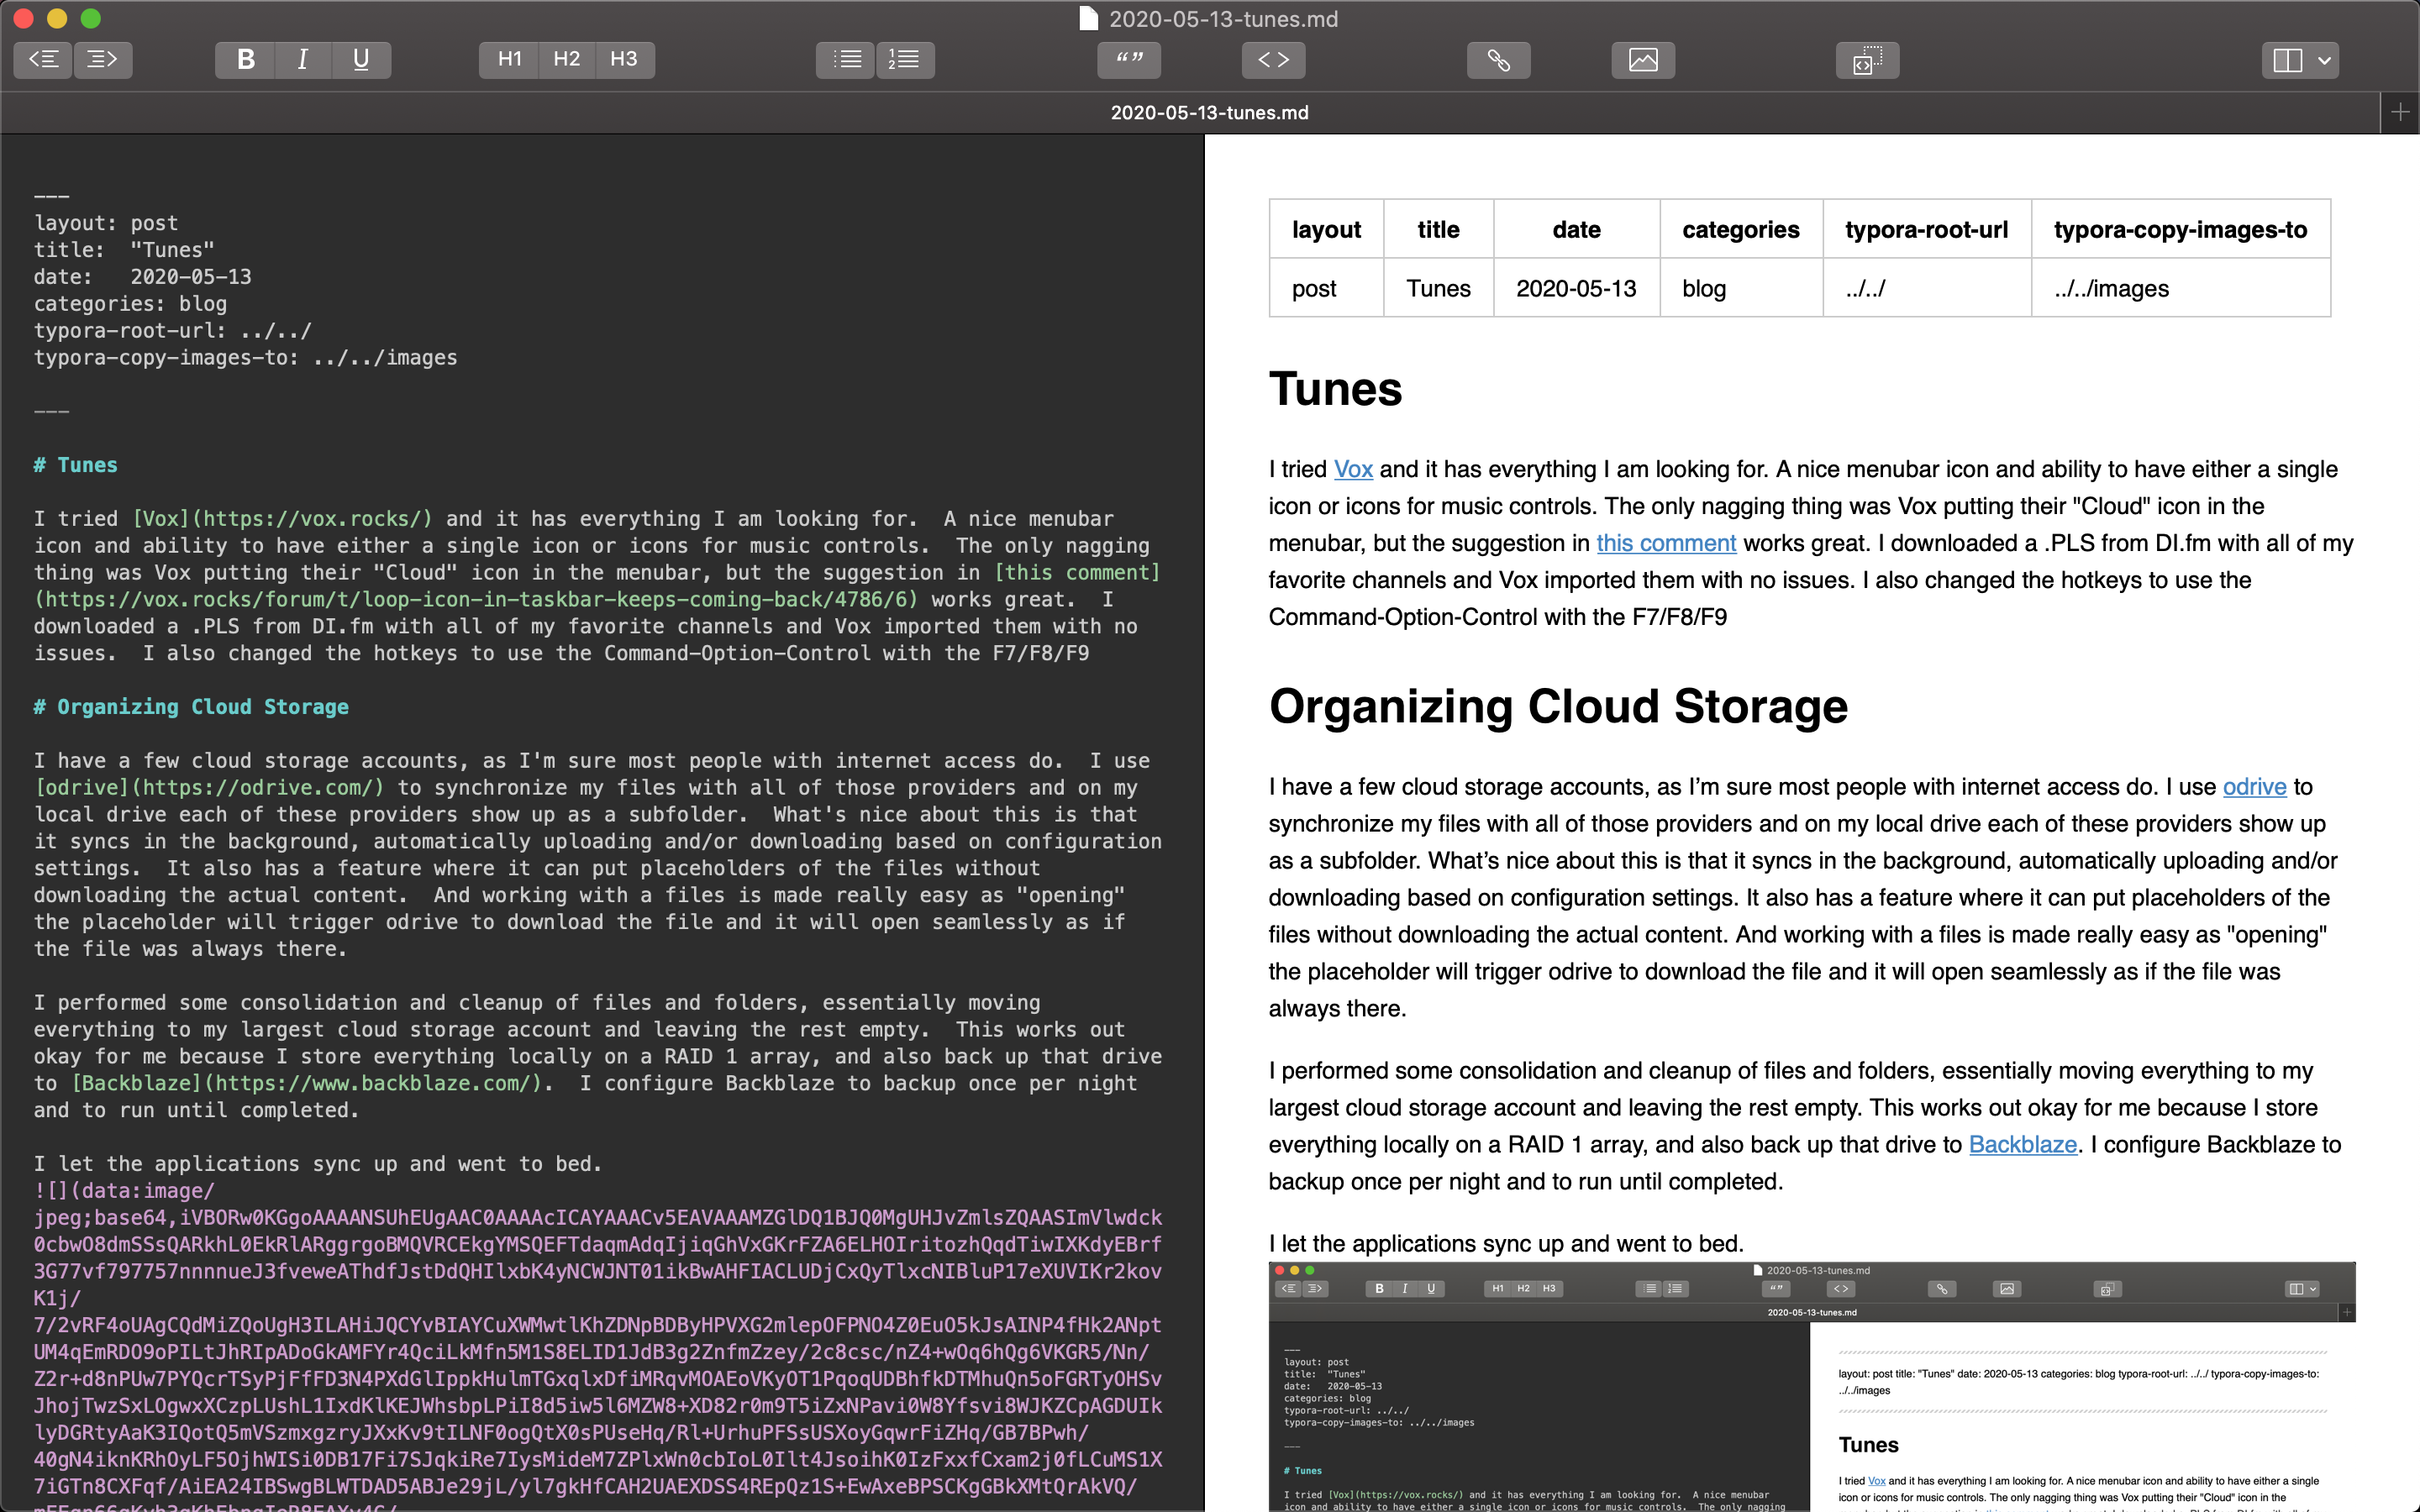 2020-05-13-tunes.md
B I U H1 H2 H3 “ ” < >
2020-05-13-tunes.md
---
layout: post
title:  "Tunes"
date:   2020-05-13
categories: blog
typora-root-url: ../../
typora-copy-images-to: ../../images
---
# Tunes
I tried [Vox](https://vox.rocks/) and it has everything I am looking for.  A nice menubar
icon and ability to have either a single icon or icons for music controls.  The only nagging
thing was Vox putting their "Cloud" icon in the menubar, but the suggestion in [this comment]
(https://vox.rocks/forum/t/loop-icon-in-taskbar-keeps-coming-back/4786/6) works great.  I
downloaded a .PLS from DI.fm with all of my favorite channels and Vox imported them with no
issues.  I also changed the hotkeys to use the Command-Option-Control with the F7/F8/F9
# Organizing Cloud Storage
I have a few cloud storage accounts, as I'm sure most people with internet access do.  I use
[odrive](https://odrive.com/) to synchronize my files with all of those providers and on my
local drive each of these providers show up as a subfolder.  What's nice about this is that
it syncs in the background, automatically uploading and/or downloading based on configuration
settings.  It also has a feature where it can put placeholders of the files without
downloading the actual content.  And working with a files is made really easy as "opening"
the placeholder will trigger odrive to download the file and it will open seamlessly as if
the file was always there.
I performed some consolidation and cleanup of files and folders, essentially moving
everything to my largest cloud storage account and leaving the rest empty.  This works out
okay for me because I store everything locally on a RAID 1 array, and also back up that drive
to [Backblaze](https://www.backblaze.com/).  I configure Backblaze to backup once per night
and to run until completed.
I let the applications sync up and went to bed.
![](data:image/
jpeg;base64,
K1j/
layout title date categories typora-root-url typora-copy-images-to
post Tunes 2020-05-13 blog ../../ ../../images
Tunes
I tried Vox and it has everything I am looking for. A nice menubar icon and ability to have either a single
icon or icons for music controls. The only nagging thing was Vox putting their "Cloud" icon in the
menubar, but the suggestion in this comment works great. I downloaded a .PLS from DI.fm with all of my
favorite channels and Vox imported them with no issues. I also changed the hotkeys to use the
Command-Option-Control with the F7/F8/F9
Organizing Cloud Storage
I have a few cloud storage accounts, as I’m sure most people with internet access do. I use odrive to
synchronize my files with all of those providers and on my local drive each of these providers show up
as a subfolder. What’s nice about this is that it syncs in the background, automatically uploading and/or
downloading based on configuration settings. It also has a feature where it can put placeholders of the
files without downloading the actual content. And working with a files is made really easy as "opening"
the placeholder will trigger odrive to download the file and it will open seamlessly as if the file was
always there.
I performed some consolidation and cleanup of files and folders, essentially moving everything to my
largest cloud storage account and leaving the rest empty. This works out okay for me because I store
everything locally on a RAID 1 array, and also back up that drive to Backblaze. I configure Backblaze to
backup once per night and to run until completed.
I let the applications sync up and went to bed.
2020-05-13-tunes.md
B I U H1 H2 H3 “ ” < >
2020-05-13-tunes.md
---
layout: post
title:  "Tunes"
date:   2020-05-13
categories: blog
typora-root-url: ../../
typora-copy-images-to: ../../images
---
# Tunes
I tried [Vox](https://vox.rocks/) and it has everything I am looking for.  A nice menubar
icon and ability to have either a single icon or icons for music controls.  The only nagging
layout: post title: "Tunes" date: 2020-05-13 categories: blog typora-root-url: ../../ typora-copy-images-to:
../../images
Tunes
I tried Vox and it has everything I am looking for. A nice menubar icon and ability to have either a single
icon or icons for music controls. The only nagging thing was Vox putting their "Cloud" icon in the